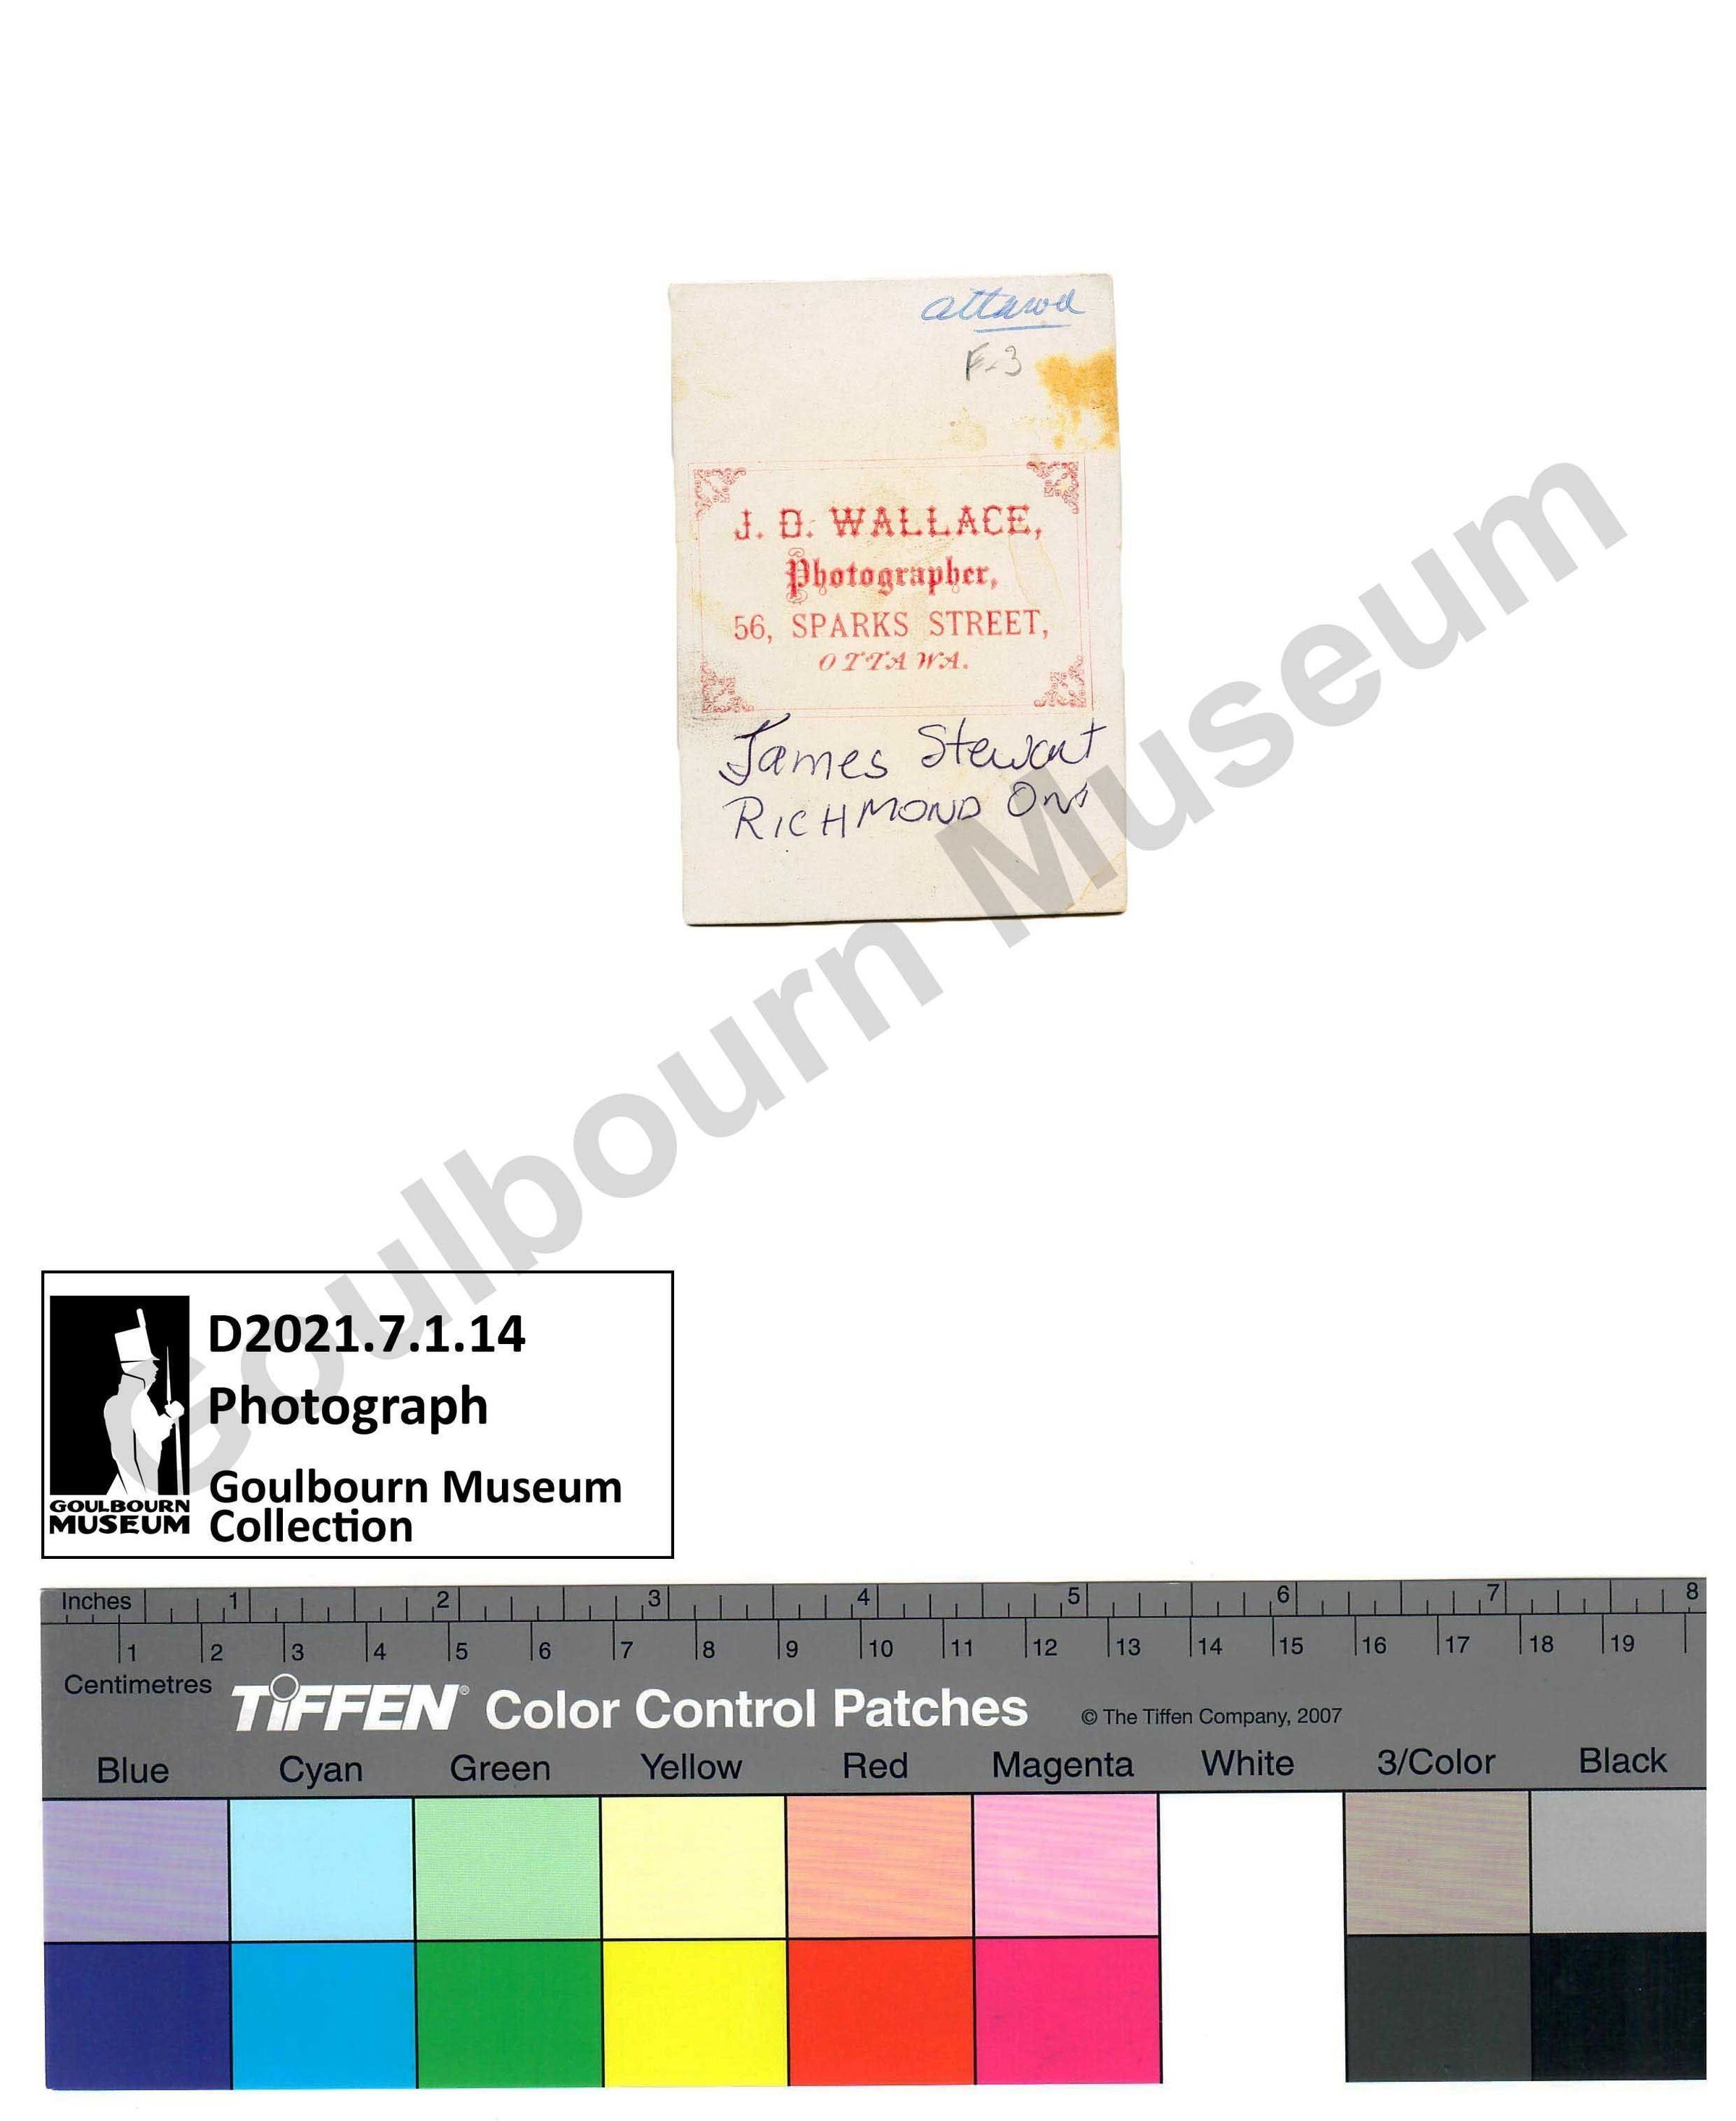 Ottawa
F-3
J. D. WALLACE,
Photographer,
56, SPARKS STREET,
OTTAWA.
James Stewart
RICHMOND Ont
Goulbourn Museum
D2021.7.1.14
Photograph
Goulbourn Museum
Collection
GOULBOURN
MUSEUM
Inches 1 2 3 4 5 6 7 8
1 2 3 4 5 6 7 8 9 10 11 12 13 14 15 16 17 18 19
Centimetres
TIFFEN® Color Control Patches © The Tiffen Company, 2007
Blue Cyan Green Yellow Red Magenta White 3/Color Black